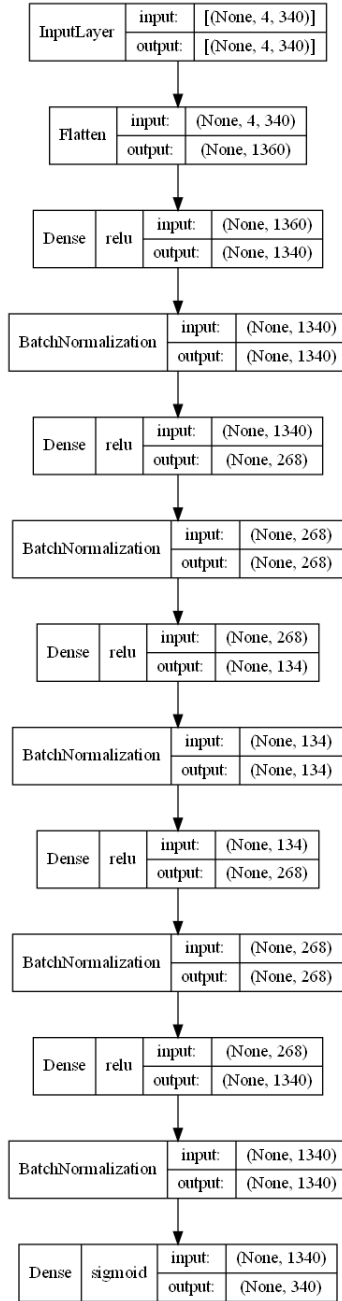 InputLayer input: [(None, 4, 340)]
output: [(None, 4, 340)]
Flatten input: (None, 4, 340)
output: (None, 1360)
Dense relu input: (None, 1360)
output: (None, 1340)
BatchNormalization input: (None, 1340)
output: (None, 1340)
Dense relu input: (None, 1340)
output: (None, 268)
BatchNormalization input: (None, 268)
output: (None, 268)
Dense relu input: (None, 268)
output: (None, 134)
BatchNormalization input: (None, 134)
output: (None, 134)
Dense relu input: (None, 134)
output: (None, 268)
BatchNormalization input: (None, 268)
output: (None, 268)
Dense relu input: (None, 268)
output: (None, 1340)
BatchNormalization input: (None, 1340)
output: (None, 1340)
Dense sigmoid input: (None, 1340)
output: (None, 340)